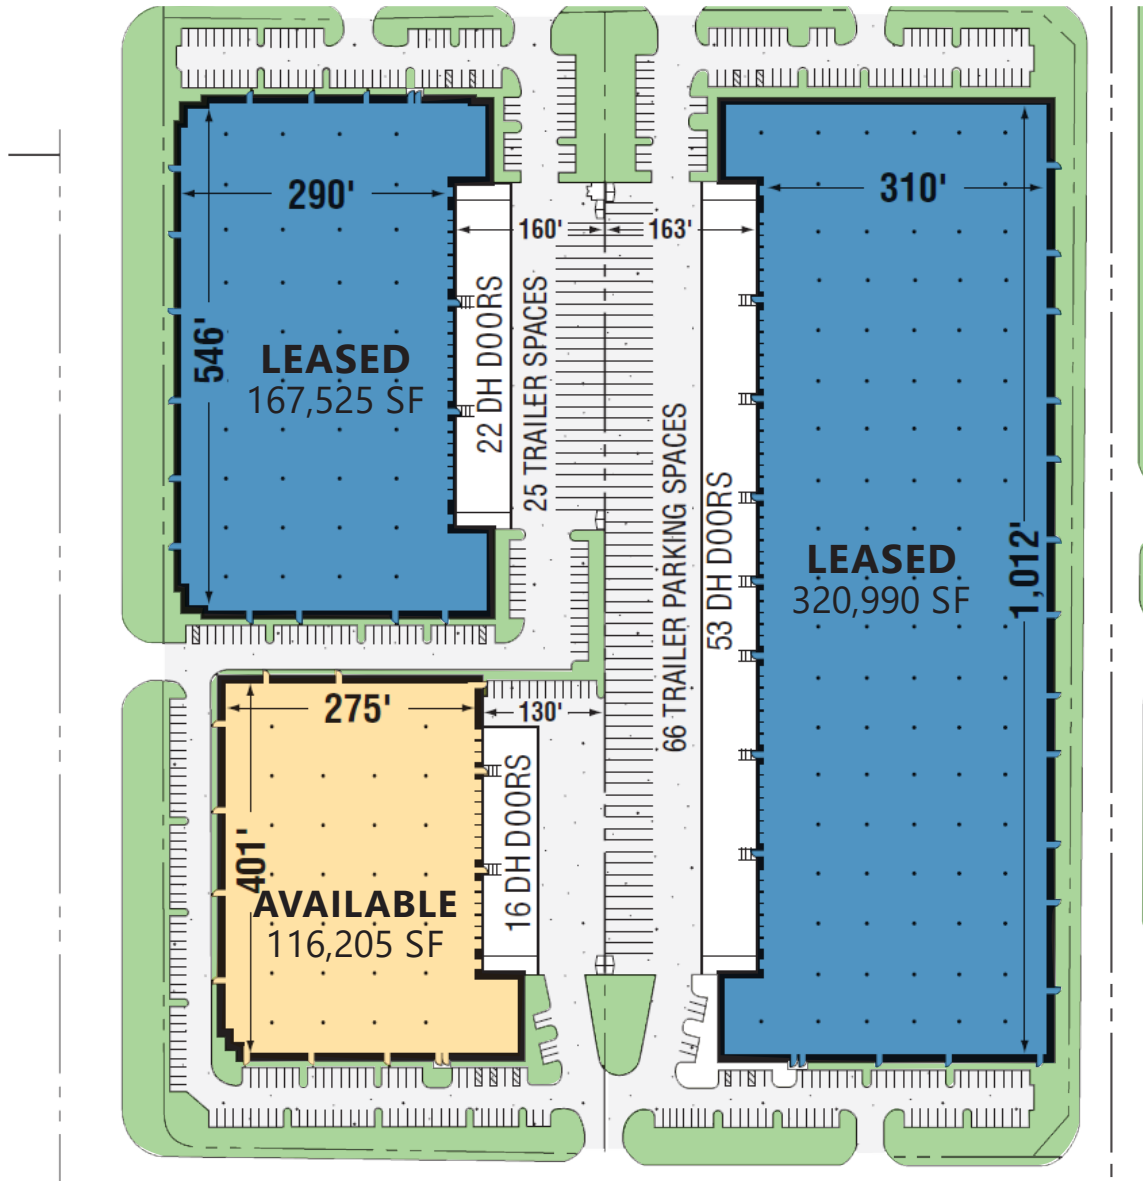 290'
310'
160'
163'
546'
LEASED
167,525 SF
22 DH DOORS
25 TRAILER SPACES
66 TRAILER PARKING SPACES
53 DH DOORS
LEASED
320,990 SF
1,012'
275'
130'
401'
AVAILABLE
116,205 SF
16 DH DOORS